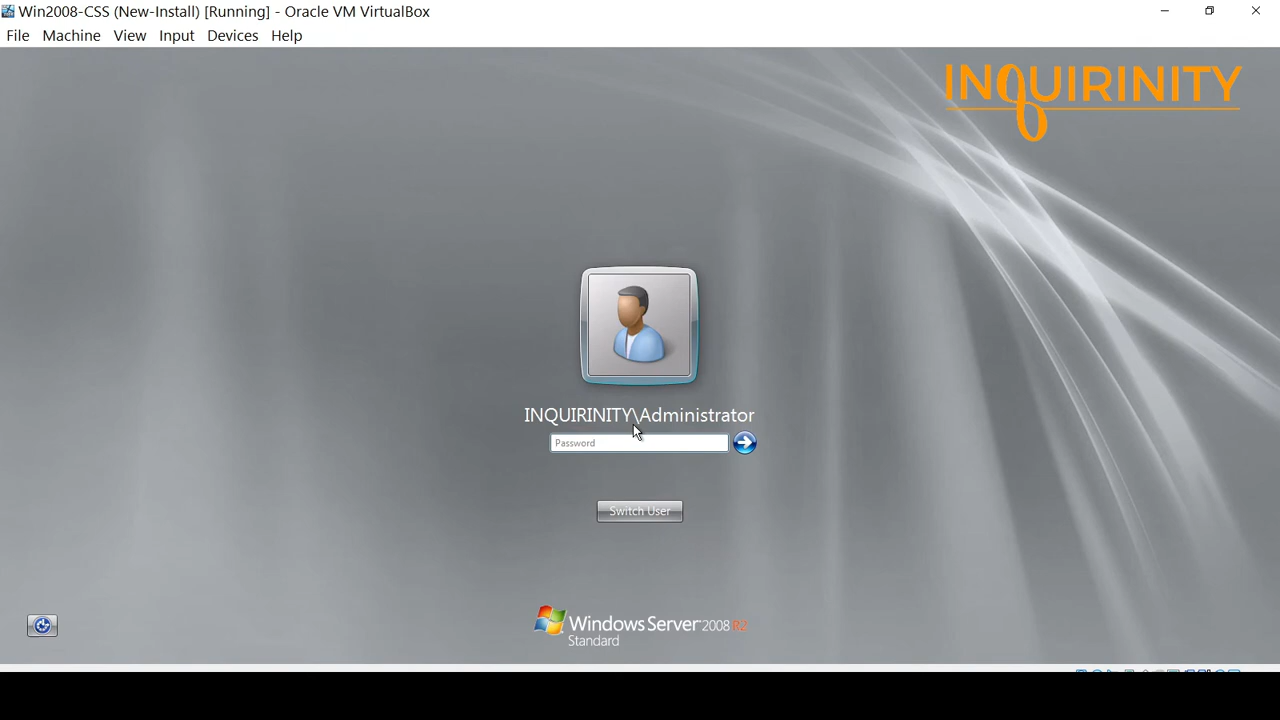 Win2008-CSS (New-Install) [Running] - Oracle VM VirtualBox
File Machine View Input Devices Help
INQUIRINITY
INQUIRINITY\Administrator
Password
Switch User
Windows Server 2008 R2
Standard